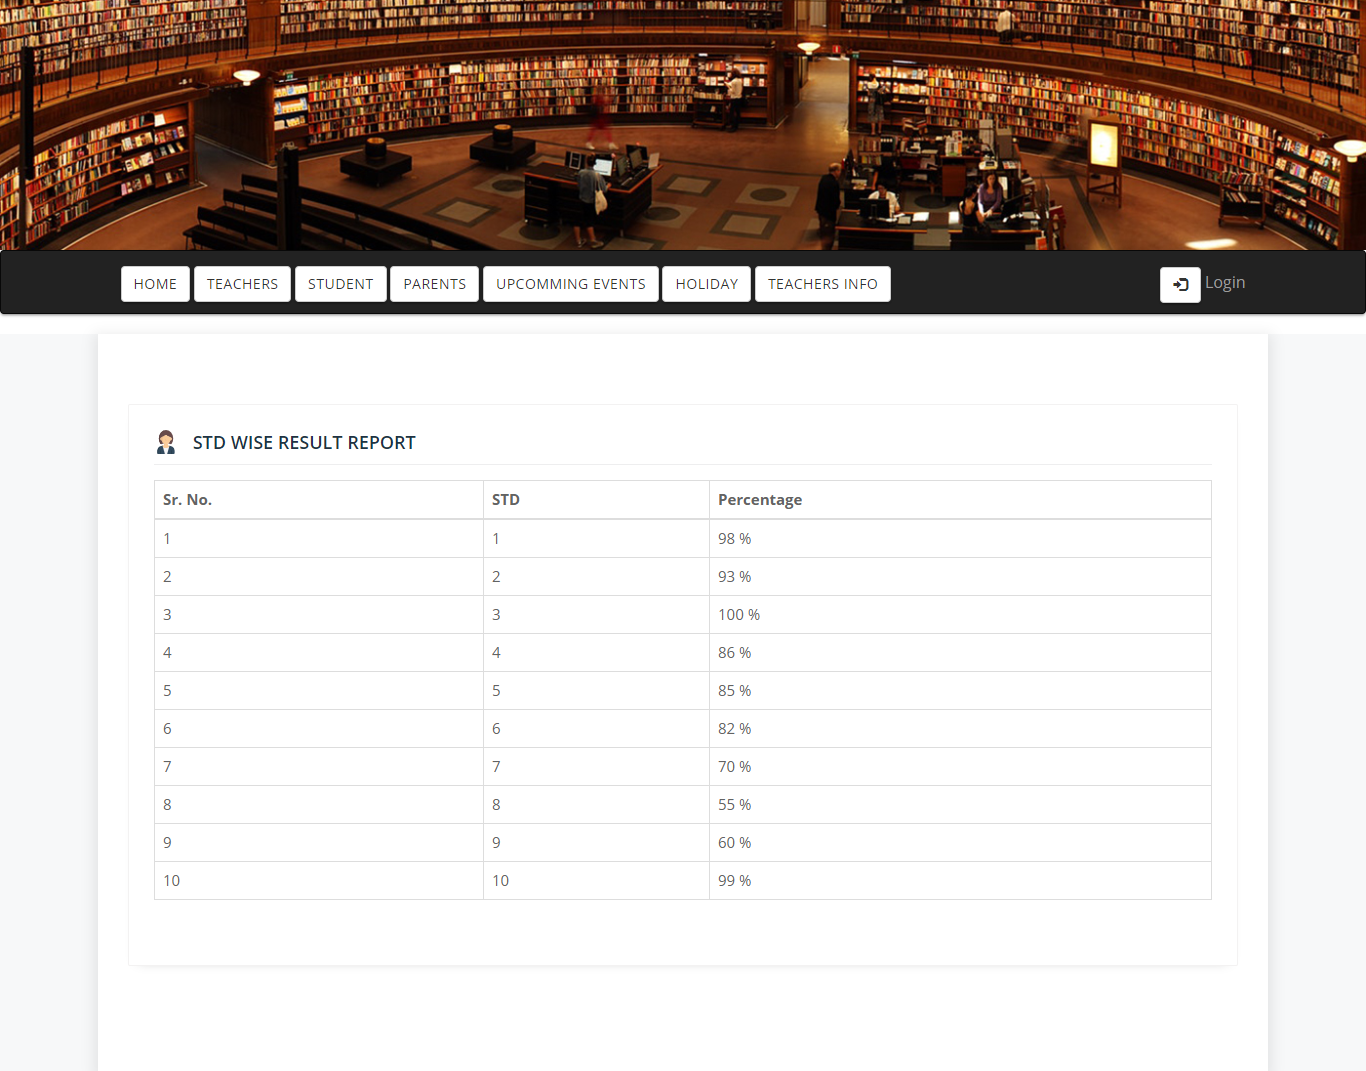 HOME TEACHERS STUDENT PARENTS UPCOMMING EVENTS HOLIDAY TEACHERS INFO Login
STD WISE RESULT REPORT
Sr. No. STD Percentage
1 1 98 %
2 2 93 %
3 3 100 %
4 4 86 %
5 5 85 %
6 6 82 %
7 7 70 %
8 8 55 %
9 9 60 %
10 10 99 %